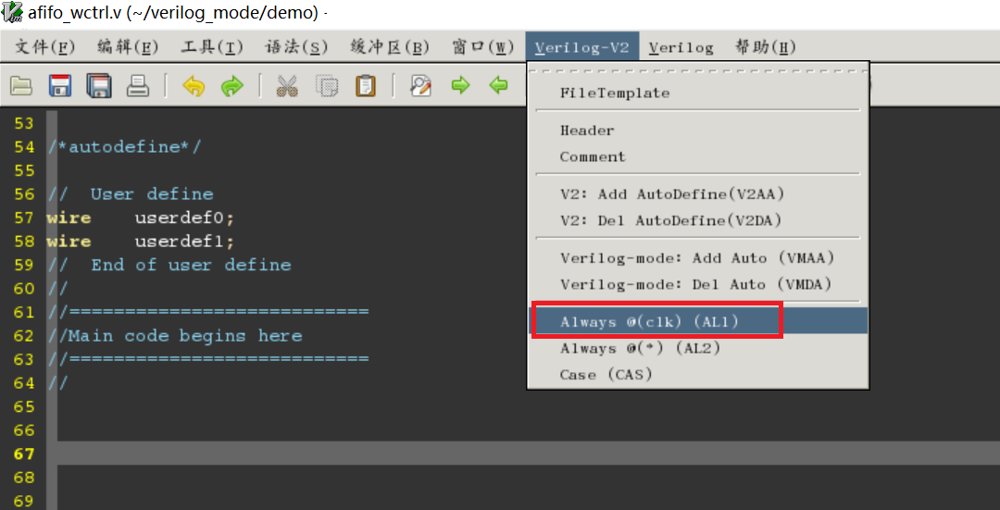 afifo_wctrl.v (~/verilog_mode/demo) -
文件(F) 编辑(E) 工具(T) 语法(S) 缓冲区(B) 窗口(W) Verilog-V2 Verilog 帮助(H)
FileTemplate
Header
Comment
V2: Add AutoDefine(V2AA)
V2: Del AutoDefine(V2DA)
Verilog-mode: Add Auto (VMAA)
Verilog-mode: Del Auto (VMDA)
Always @(clk) (AL1)
Always @(*) (AL2)
Case (CAS)
53
54 /*autodefine*/
55
56 //  User define
57 wire    userdef0;
58 wire    userdef1;
59 //  End of user define
60 //
61 //===========================
62 //Main code begins here
63 //===========================
64 //
65
66
67
68
69